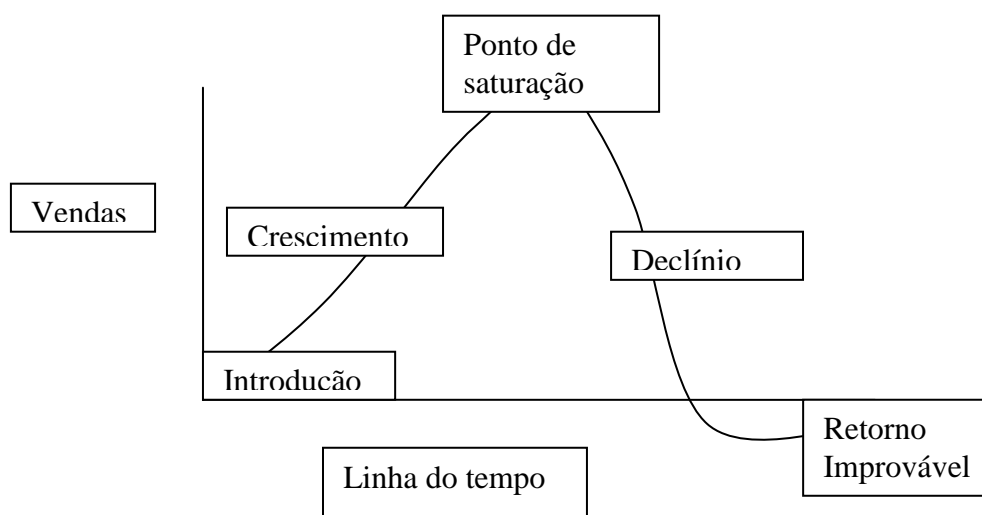 Ponto de
saturação
Vendas
Crescimento
Declínio
Introdução
Retorno
Improvável
Linha do tempo